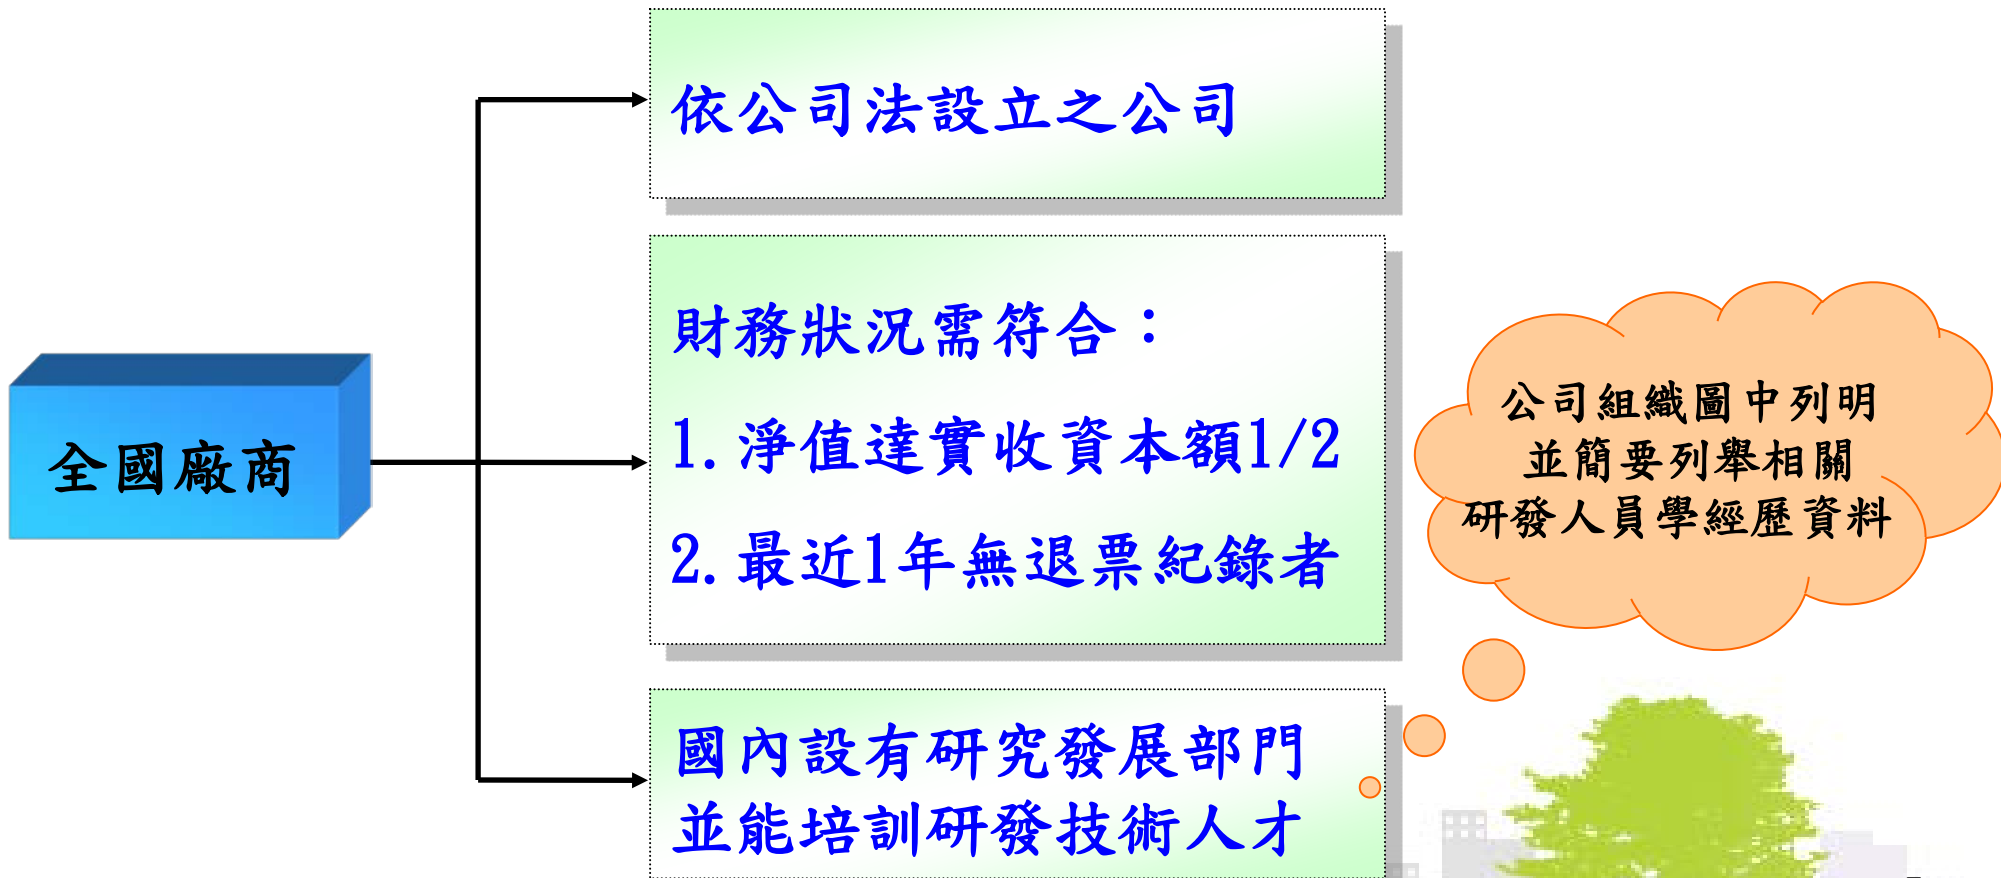 依公司法設立之公司
財務狀況需符合：
1.淨值達實收資本額1/2
2.最近1年無退票紀錄者
全國廠商
公司組織圖中列明
並簡要列舉相關
研發人員學經歷資料
國內設有研究發展部門
並能培訓研發技術人才